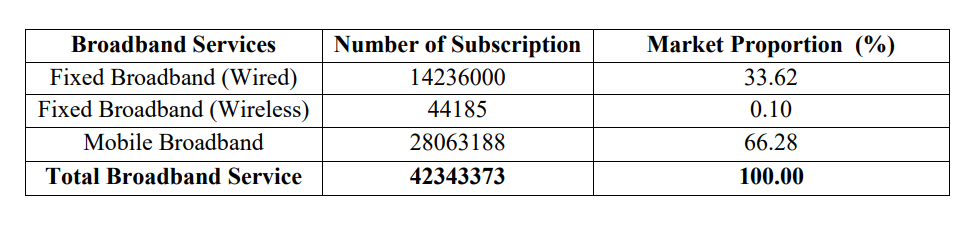 Broadband Services Number of Subscription Market Proportion (%)
Fixed Broadband (Wired) 14236000 33.62
Fixed Broadband (Wireless) 44185 0.10
Mobile Broadband 28063188 66.28
Total Broadband Service 42343373 100.00